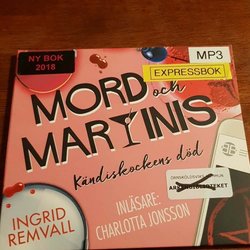 NY BOK
2018
MP3
EXPRESSBOK
MORD och
MARTINIS
Kändiskockens död
INLÄSARE:
CHARLOTTA JONSSON
INGRID
REMVALL